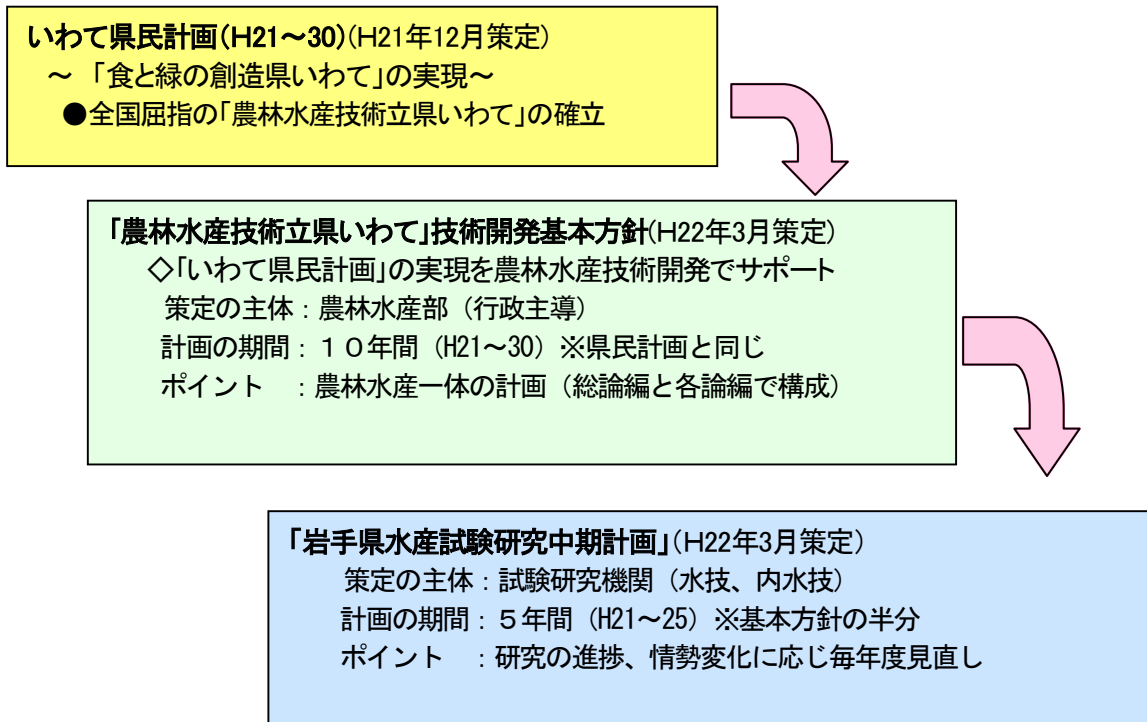 いわて県民計画(H21～30)(H21年12月策定)
～「食と緑の創造県いわて」の実現～
●全国屈指の「農林水産技術立県いわて」の確立
「農林水産技術立県いわて」技術開発基本方針(H22年3月策定)
◇「いわて県民計画」の実現を農林水産技術開発でサポート
策定の主体：農林水産部（行政主導）
計画の期間：１０年間（H21～30）※県民計画と同じ
ポイント　：農林水産一体の計画（総論編と各論編で構成）
「岩手県水産試験研究中期計画」(H22年3月策定)
策定の主体：試験研究機関（水技、内水技）
計画の期間：５年間（H21～25）※基本方針の半分
ポイント　：研究の進捗、情勢変化に応じ毎年度見直し